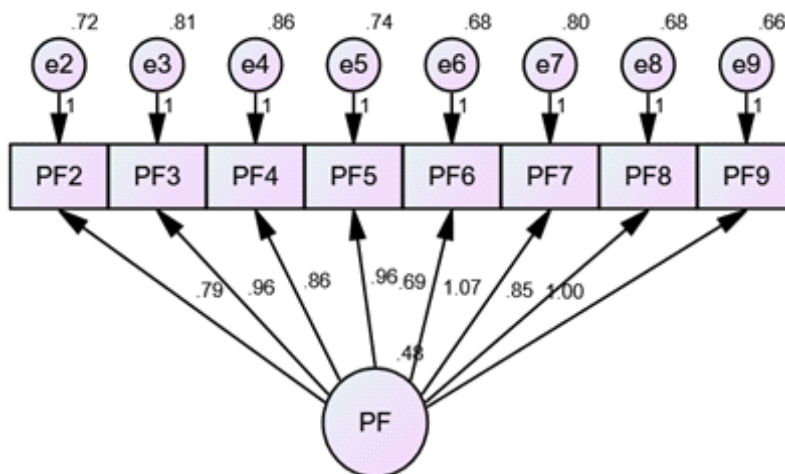 .72 .81 .86 .74 .68 .80 .68 .66
e2 e3 e4 e5 e6 e7 e8 e9
1 1 1 1 1 1 1 1
PF2 PF3 PF4 PF5 PF6 PF7 PF8 PF9
.79 .96 .86 .96 .69 1.07 .85 1.00
.48
PF